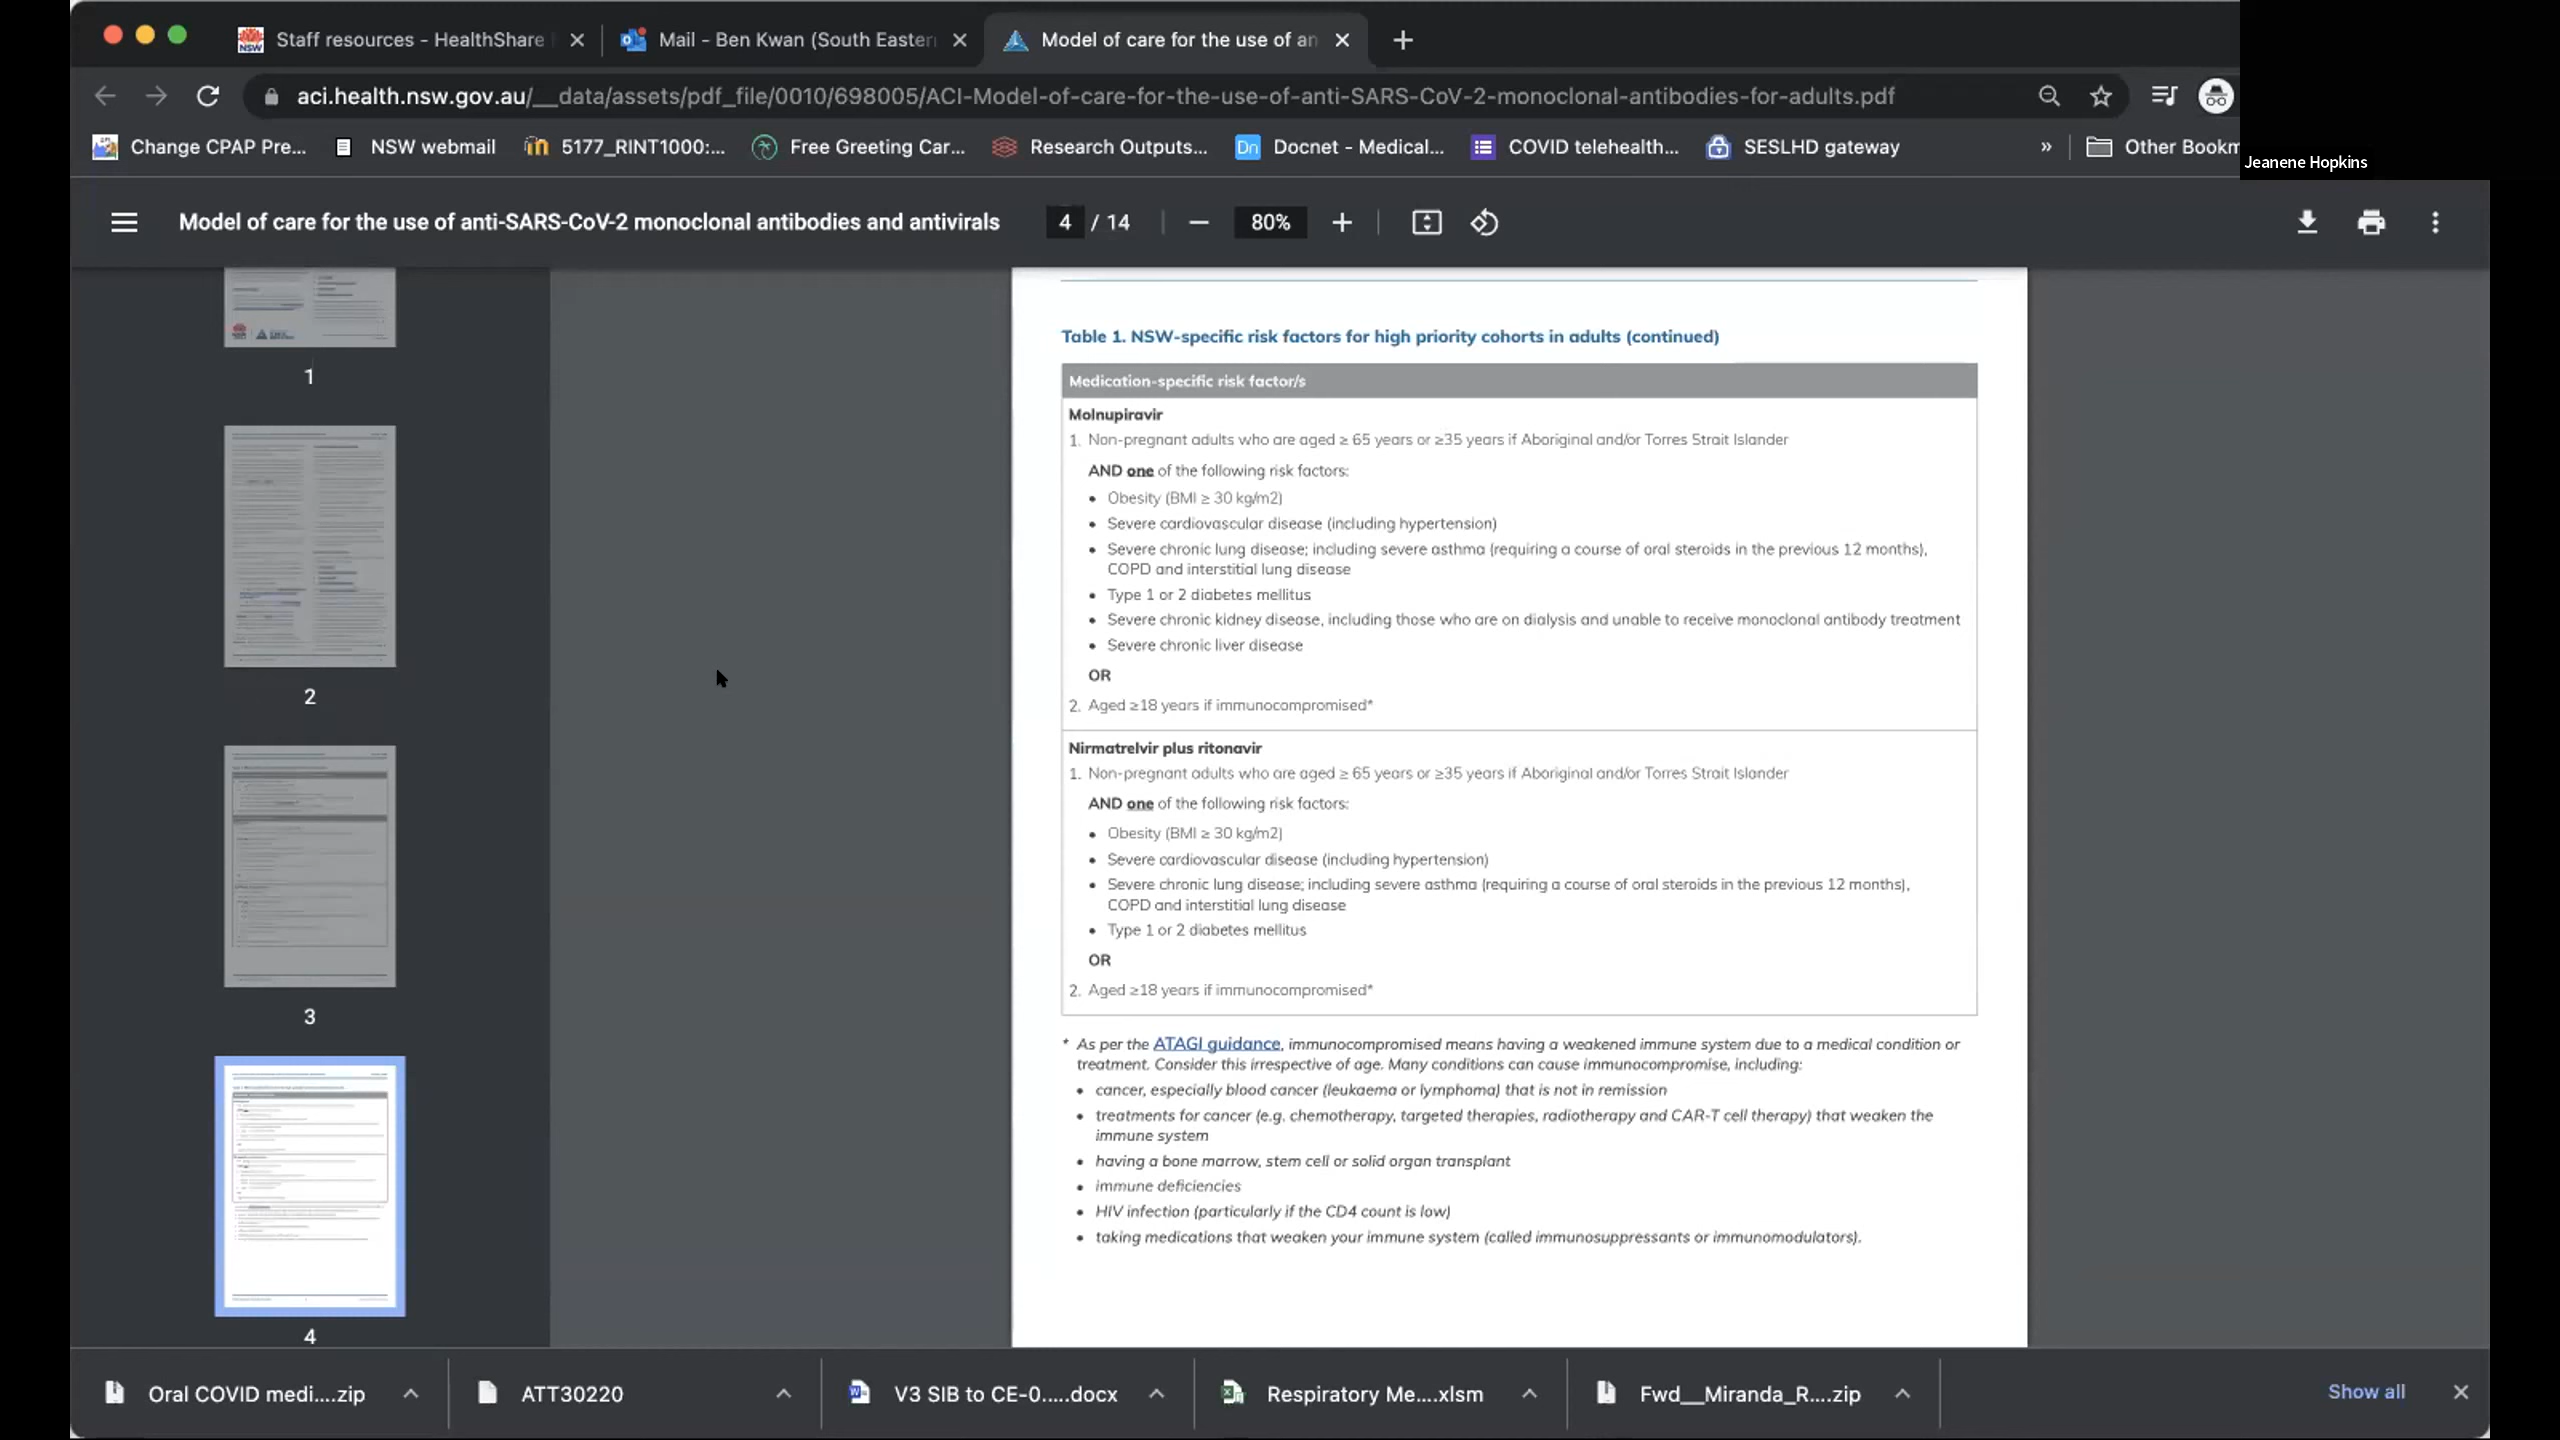 Staff resources - HealthShare
Mail - Ben Kwan (South Eastern
Model of care for the use of an
aci.health.nsw.gov.au/__data/assets/pdf_file/0010/698005/ACI-Model-of-care-for-the-use-of-anti-SARS-CoV-2-monoclonal-antibodies-for-adults.pdf
Change CPAP Pre...
NSW webmail
5177_RINT1000:...
Free Greeting Car...
Research Outputs...
Dn
Docnet - Medical...
COVID telehealth...
SESLHD gateway
»
Other Bookm
Jeanene Hopkins
Model of care for the use of anti-SARS-CoV-2 monoclonal antibodies and antivirals
4 / 14
80%
1
2
3
4
Table 1. NSW-specific risk factors for high priority cohorts in adults (continued)
Medication-specific risk factor/s
Molnupiravir
1. Non-pregnant adults who are aged ≥ 65 years or ≥35 years if Aboriginal and/or Torres Strait Islander
AND one of the following risk factors:
• Obesity (BMI ≥ 30 kg/m2)
• Severe cardiovascular disease (including hypertension)
• Severe chronic lung disease; including severe asthma (requiring a course of oral steroids in the previous 12 months),
COPD and interstitial lung disease
• Type 1 or 2 diabetes mellitus
• Severe chronic kidney disease, including those who are on dialysis and unable to receive monoclonal antibody treatment
• Severe chronic liver disease
OR
2. Aged ≥18 years if immunocompromised*
Nirmatrelvir plus ritonavir
1. Non-pregnant adults who are aged ≥ 65 years or ≥35 years if Aboriginal and/or Torres Strait Islander
AND one of the following risk factors:
• Obesity (BMI ≥ 30 kg/m2)
• Severe cardiovascular disease (including hypertension)
• Severe chronic lung disease; including severe asthma (requiring a course of oral steroids in the previous 12 months),
COPD and interstitial lung disease
• Type 1 or 2 diabetes mellitus
OR
2. Aged ≥18 years if immunocompromised*
* As per the ATAGI guidance, immunocompromised means having a weakened immune system due to a medical condition or
treatment. Consider this irrespective of age. Many conditions can cause immunocompromise, including:
• cancer, especially blood cancer (leukaema or lymphoma) that is not in remission
• treatments for cancer (e.g. chemotherapy, targeted therapies, radiotherapy and CAR-T cell therapy) that weaken the
immune system
• having a bone marrow, stem cell or solid organ transplant
• immune deficiencies
• HIV infection (particularly if the CD4 count is low)
• taking medications that weaken your immune system (called immunosuppressants or immunomodulators).
Oral COVID medi....zip
ATT30220
V3 SIB to CE-0.....docx
Respiratory Me....xlsm
Fwd__Miranda_R....zip
Show all